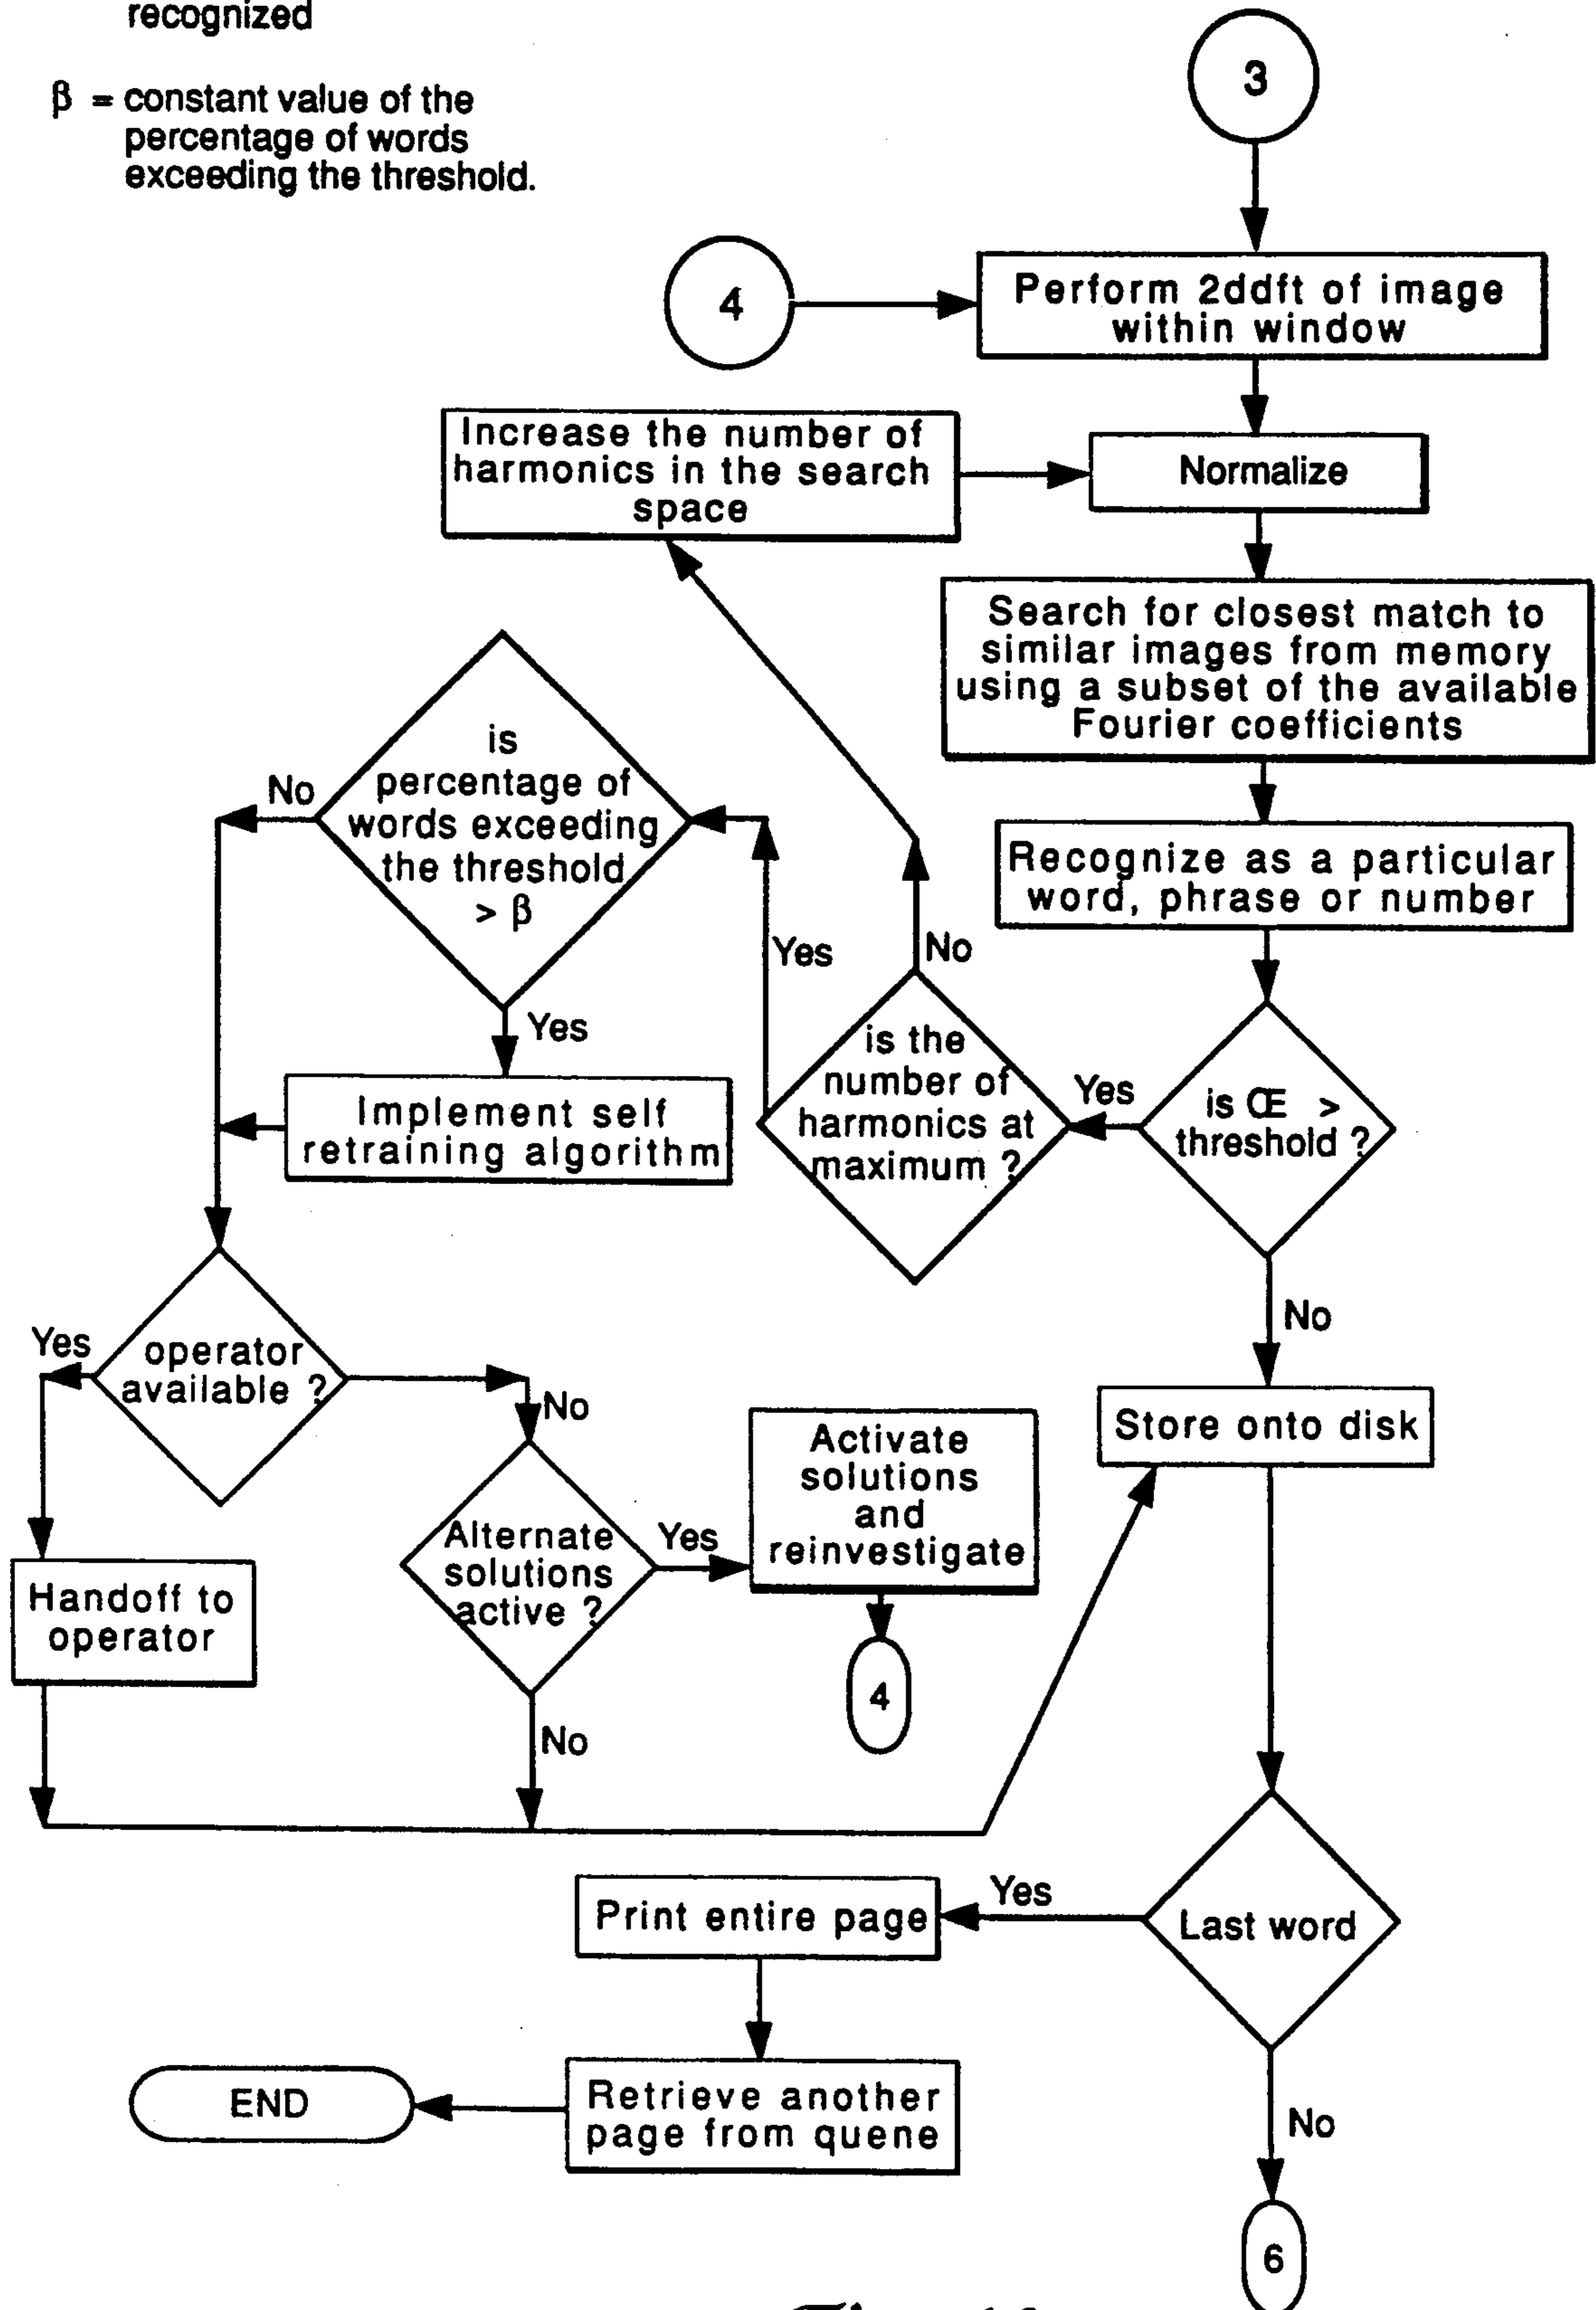 recognized
β = constant value of the
percentage of words
exceeding the threshold.
3
4
Perform 2ddft of image
within window
Increase the number of
harmonics in the search
space
Normalize
Search for closest match to
similar images from memory
using a subset of the available
Fourier coefficients
is
percentage of
words exceeding
the threshold
> β
No
Yes
Recognize as a particular
word, phrase or number
No
Yes
Implement self
retraining algorithm
is the
number of
harmonics at
maximum ?
Yes
is Œ >
threshold ?
No
Yes
operator
available ?
No
Store onto disk
Activate
solutions
and
reinvestigate
Alternate
solutions
active ?
Yes
Handoff to
operator
4
No
Print entire page
Yes
Last word
END
Retrieve another
page from quene
No
6